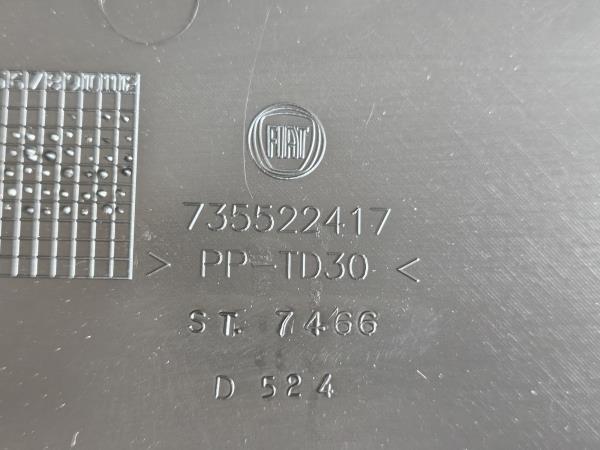 FIAT
735522417
> PP-TD30 <
ST. 7466
D 524